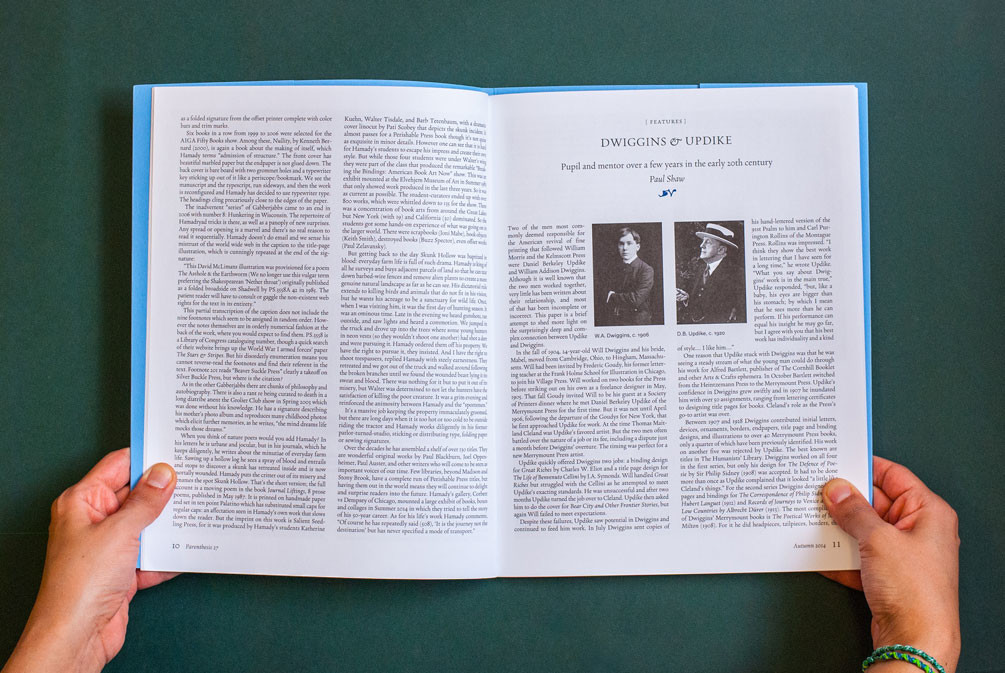 as a folded signature from the offset printer complete with color
bars and trim marks.
Six books in a row from 1999 to 2006 were selected for the
AIGA Fifty Books show. Among them, Nullity, by Kenneth Ber-
nard (2000), is again a book about the making of itself, which
Hamady terms "admission of structure." The front cover has
beautiful marbled paper but the endpaper is not glued down. The
back cover is bare board with two grommet holes and a typewriter
key sticking up out of it like a periscope/bookmark. We see the
manuscript and the typescript, run sideways, and then the work
is reconfigured and Hamady has decided to use typewriter type.
The headings cling precariously close to the edges of the paper.
The inadvent "series" of Gabberjabbs came to an end in
2006 with number 8: Hunkering in Wisconsin. The repertoire of
Hamadyad tricks is there, as well as a panoply of new surprises.
Any spread or opening is a marvel and there's no real reason to
read it sequentially. Hamady doesn't do email and we sense his
mistrust of the world wide web in the caption to the title-page
illustration, which is cunningly repeated at the end of the sig-
nature:
"This David McLimans illustration was provisioned for a poem
The Asshole & the Earthworm (We no longer use this vulgar term
preferring the Shakespearean 'Nether throat') originally published
as a folded broadside on Shadwell by PS 3558A 42 in 1989. The
patient reader will have to consult or gaggle the non-existent web
rights for the text in its entirety."
This partial transcription of the caption does not include the
nine footnotes which seem to be assigned in random order. How-
ever the notes themselves are in orderly numerical fashion at the
back of the work, where you would expect to find them. PS 3558 is
a Library of Congress cataloguing number, though a quick search
of their website brings up the World War I armed forces' paper
The Stars & Stripes. But his disorderly enumeration means you
cannot reverse-read the footnotes and find their referent in the
text. Footnote 271 reads "Beaver Suckle Press" clearly a takeoff on
Silver Buckle Press, but where is the citation?
As in the other Gabberjabbs there are chunks of philosophy and
autobiography. There is also a rant on being curated to death in a
long diatribe over the Grolier Club show in Spring 2001 which
was done without his knowledge. He has a signature describing
his mother's photo album and reproduces many childhood photos
which elicit further memories, as he writes, "the mind dreams life
mocks those dreams."
When you think of nature poets would you add Hamady? In
his letters he is urbane and jocular, but in his journals, which he
keeps diligently, he writes about the minutiae of everyday farm
life. Sawing up a hollow log he sees a spray of blood and entrails
and stops to discover a skunk has retreated inside and is now
mortally wounded. Hamady puts the critter out of its misery and
names the spot Skunk Hollow. That's the short version; the full
account is a moving poem in the book Journal Liftings, 8 prose
poems, published in May 1987. It is printed on handmade paper
and set in ten point Palatino which has substituted small caps for
regular caps, an affectation seen in Hamady's own work that slows
down the reader. But the imprint on this work is Salient Seed-
ling Press, for it was produced by Hamady's students Katherine
10 Parenthesis 27
Kuehn, Walter Tisdale, and Barb Tetenbaum, with a dramatic
color linocut by Pati Scobey that depicts the skunk incident. It
almost passes for a Perishable Press book though it's not quite
as exquisite in minor details. However one can see that it is hard
for Hamady's students to escape his impress and create their own
style. But while those four students were under Walter's wing
they were part of the class that produced the remarkable "Break-
ing the Bindings: American Book Art Now" show. This was an
exhibit mounted at the Elvehjem Museum of Art in Summer 1983
that only showed work produced in the last three years. So it was
as current as possible. The student-curators ended up with over
800 works, which were whittled down to 135 for the show. There
was a concentration of book arts from around the Great Lakes
but New York (with 19) and California (30) dominated. So the
students got some hands-on experience of what was going on in
the larger world. There were scrapbooks (Joni Mabe), book objects
(Keith Smith), destroyed books (Buzz Spector), even offset works
(Paul Zelevansky).
But getting back to the day Skunk Hollow was baptized in
blood: everyday farm life is full of such drama. Hamady is king of
all he surveys and buys adjacent parcels of land so that he can tear
down barbed-wire fences and remove alien plants to create a more
genuine natural landscape as far as he can see. His dictatorial rule
extends to killing birds and animals that do not fit in his vision,
but he wants his acreage to be a sanctuary for wild life. Once,
when I was visiting him, it was the first day of hunting season. It
was an ominous time. Late in the evening we heard gunshots, ran
outside, and saw lights and heard a commotion. We jumped in
the truck and drove up into the trees where some young hunters
in neon vests (so they wouldn't shoot one another) had shot a doe
and were pursuing it. Hamady ordered them off his property. We
have the right to pursue it, they insisted. And I have the right to
shoot trespassers, replied Hamady with steely earnestness. They
retreated and we got out of the truck and walked around following
the broken branches until we found the wounded beast lying in its
sweat and blood. There was nothing for it but to put it out of its
misery, but Walter was determined to not let the hunters have the
satisfaction of killing the poor creature. It was a grim evening and
reinforced the antinomy between Hamady and the "sportsmen."
It's a massive job keeping the property immaculately groomed,
but there are long days when it is too hot or too cold to be outside
riding the tractor and Hamady works diligently in his former
parlor-turned-studio, sticking or distributing type, folding paper
or sewing signatures.
Over the decades he has assembled a shelf of over 130 titles. They
are wonderful original works by Paul Blackburn, Joel Oppen-
heimer, Paul Auster, and other writers who will come to be seen as
important voices of our time. Few libraries, beyond Madison and
Stony Brook, have a complete run of Perishable Press titles, but
having them out in the world means they will continue to delight
and surprise readers into the future. Hamady's gallery, Corbett
vs Dempsey of Chicago, mounted a large exhibit of books, boxes
and collages in Summer 2014 in which they tried to tell the story
of his 50-year career. As for his life's work Hamady comments,
"Of course he has repeatedly said (508), 'It is the journey not the
destination' but has never specified a mode of transport."
[ FEATURES ]
DWIGGINS & UPDIKE
Pupil and mentor over a few years in the early 20th century
Paul Shaw
Two of the men most com-
monly deemed responsible for
the American revival of fine
printing that followed William
Morris and the Kelmscott Press
were Daniel Berkeley Updike
and William Addison Dwiggins.
Although it is well known that
the two men worked together,
very little has been written about
their relationship, and most
of that has been incomplete or
incorrect. This paper is a brief
attempt to shed more light on
the surprisingly deep and com-
plex connection between Updike
and Dwiggins.
W.A. Dwiggins, c. 1906
D.B. Updike, c. 1920
In the fall of 1904, 24-year-old Will Dwiggins and his bride,
Mabel, moved from Cambridge, Ohio, to Hingham, Massachu-
setts. Will had been invited by Frederic Goudy, his former letter-
ing teacher at the Frank Holme School for Illustration in Chicago,
to join his Village Press. Will worked on two books for the Press
before striking out on his own as a freelance designer in May,
1905. That fall Goudy invited Will to be his guest at a Society
of Printers dinner where he met Daniel Berkeley Updike of the
Merrymount Press for the first time. But it was not until April
1906, following the departure of the Goudys for New York, that
he first approached Updike for work. At the time Thomas Mait-
land Cleland was Updike's favored artist. But the two men often
battled over the nature of a job or its fee, including a dispute just
a month before Dwiggins' overture. The timing was perfect for a
new Merrymount Press artist.
Updike quickly offered Dwiggins two jobs: a binding design
for Great Riches by Charles W. Eliot and a title page design for
The Life of Benvenuto Cellini by J.A. Symonds. Will handled Great
Riches but struggled with the Cellini as he attempted to meet
Updike's exacting standards. He was unsuccessful and after two
months Updike turned the job over to Cleland. Updike then asked
him to do the cover for Bear City and Other Frontier Stories, but
again Will failed to meet expectations.
Despite these failures, Updike saw potential in Dwiggins and
continued to feed him work. In July Dwiggins sent copies of
his hand-lettered version of the
21st Psalm to him and Carl Pur-
ington Rollins of the Montague
Press. Rollins was impressed. "I
think they show the best work
in lettering that I have seen for
a long time," he wrote Updike,
"What you say about Dwig-
gins' work is in the main true,"
Updike responded, "but, like a
baby, his eyes are bigger than
his stomach; by which I mean
that he sees more than he can
perform. If his performance can
equal his insight he may go far,
but I agree with you that his best
work has individuality and a kind
of style… I like him…"
One reason that Updike stuck with Dwiggins was that he was
seeing a steady stream of what the young man could do through
his work for Alfred Bartlett, publisher of The Cornhill Booklet
and other Arts & Crafts ephemera. In October Bartlett switched
from the Heintzemann Press to the Merrymount Press. Updike's
confidence in Dwiggins grew swiftly and in 1907 he inundated
him with over 20 assignments, ranging from lettering certificates
to designing title pages for books. Cleland's role as the Press's
go-to artist was over.
Between 1907 and 1928 Dwiggins contributed initial letters,
devices, ornaments, borders, endpapers, title page and binding
designs, and illustrations to over 40 Merrymount Press books,
only a quarter of which have been previously identified. His work
on another five was rejected by Updike. The best known are
titles in The Humanists' Library. Dwiggins worked on all four
in the first series, but only his design for The Defence of Poe-
sie by Sir Philip Sidney (1908) was accepted. It had to be done
more than once as Updike complained that it looked "a little like
Cleland's things." For the second series Dwiggins designed
pages and bindings for The Correspondence of Philip Sidney
Hubert Languet (1912) and Records of Journeys to Venice
Low Countries by Albrecht Dürer (1913). The most
of Dwiggins' Merrymount books is The Poetical Works of
Milton (1908). For it he did headpieces, tailpieces, borders,
Autumn 2014 11